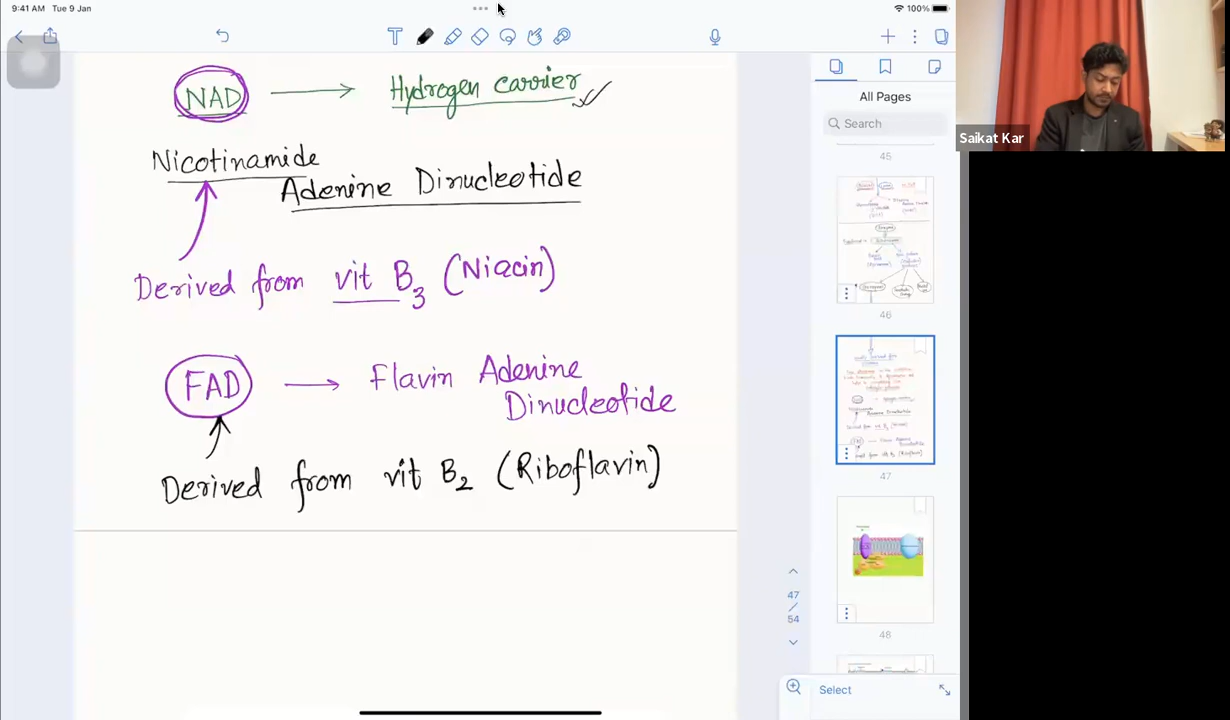 9:41 AM Tue 9 Jan
100%
NAD → Hydrogen carrier
Nicotinamide
Adenine Dinucleotide
Derived from vit B3 (Niacin)
FAD → Flavin Adenine
Dinucleotide
Derived from vit B2 (Riboflavin)
All Pages
Search
45
46
47
48
47
/
54
Select
Saikat Kar